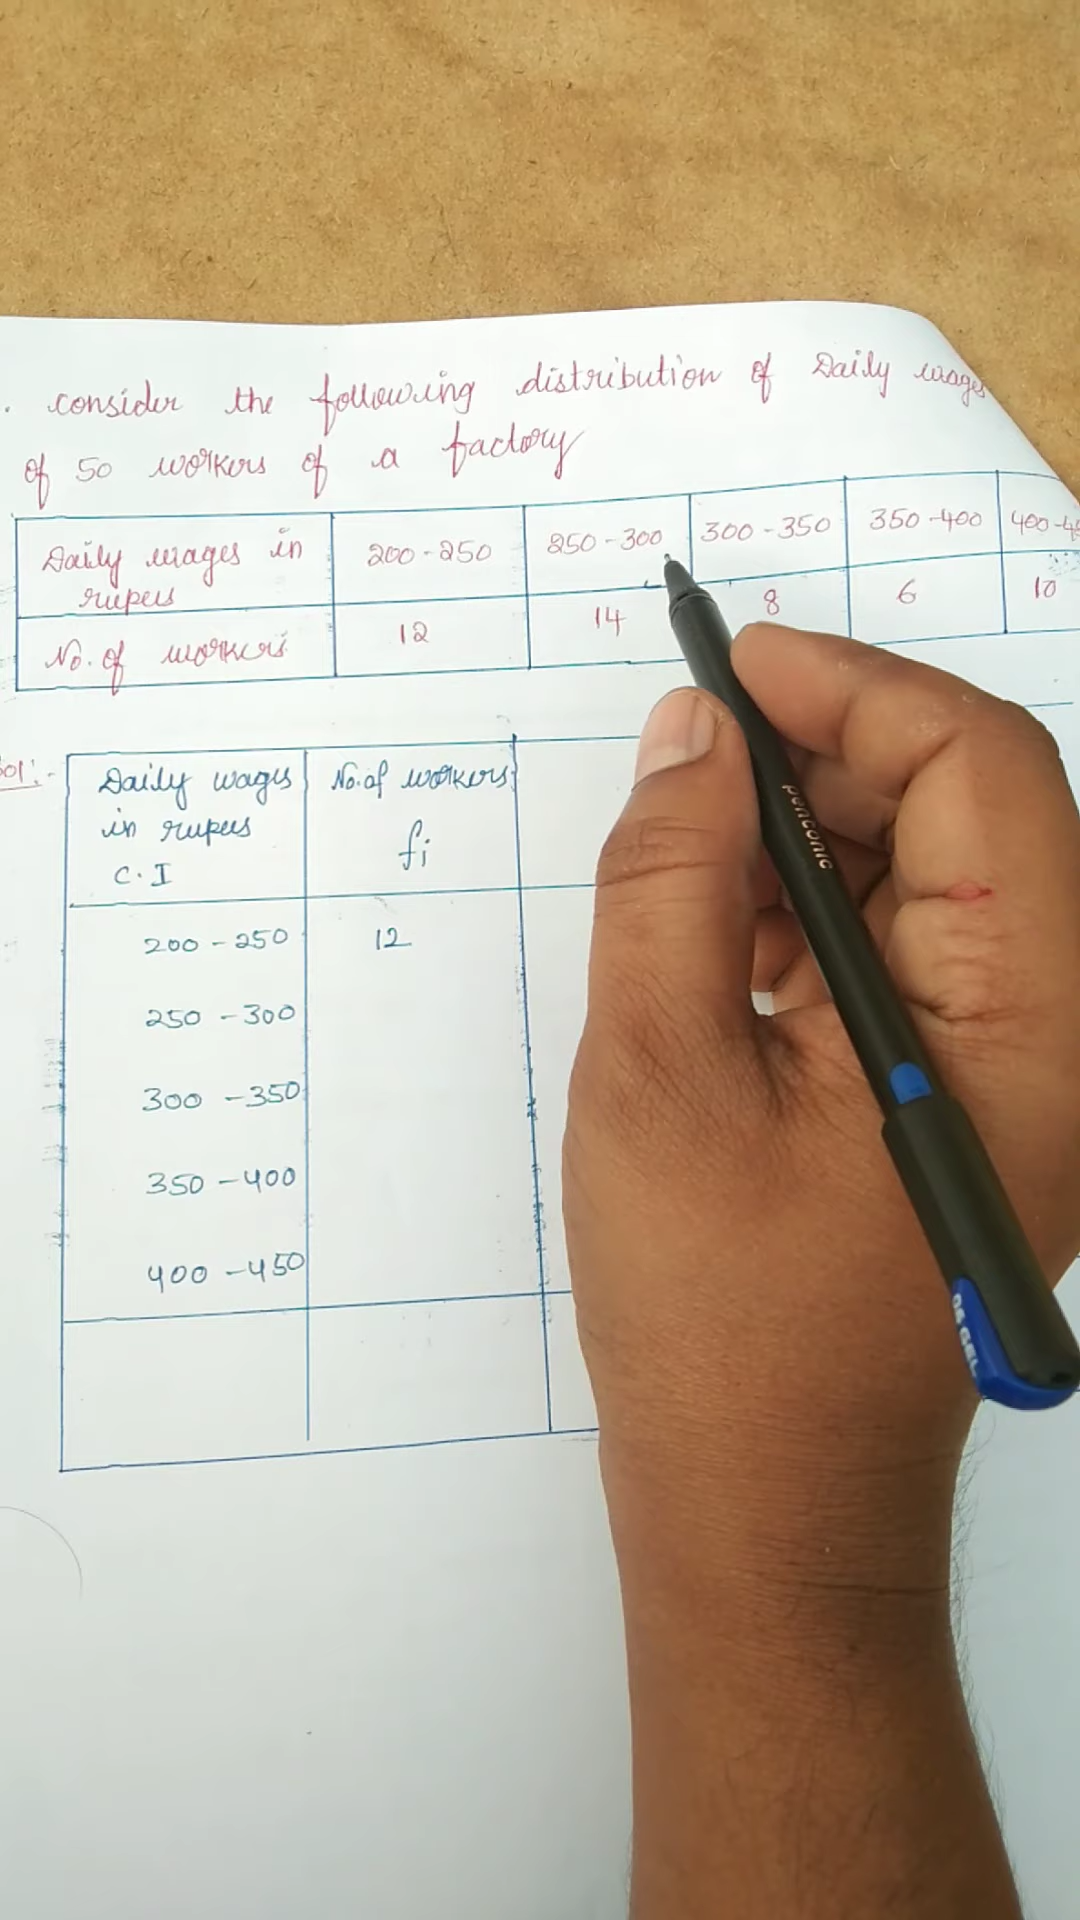 . consider the following distribution of Daily wages
of 50 workers of a factory
Daily wages in rupees 200-250 250-300 300-350 350-400
No. of workers 12 14 8 6 10
Sol:-
Daily wages in rupees C.I
No. of workers fi
200-250 12
250-300
300-350
350-400
400-450
pentonic
GEL